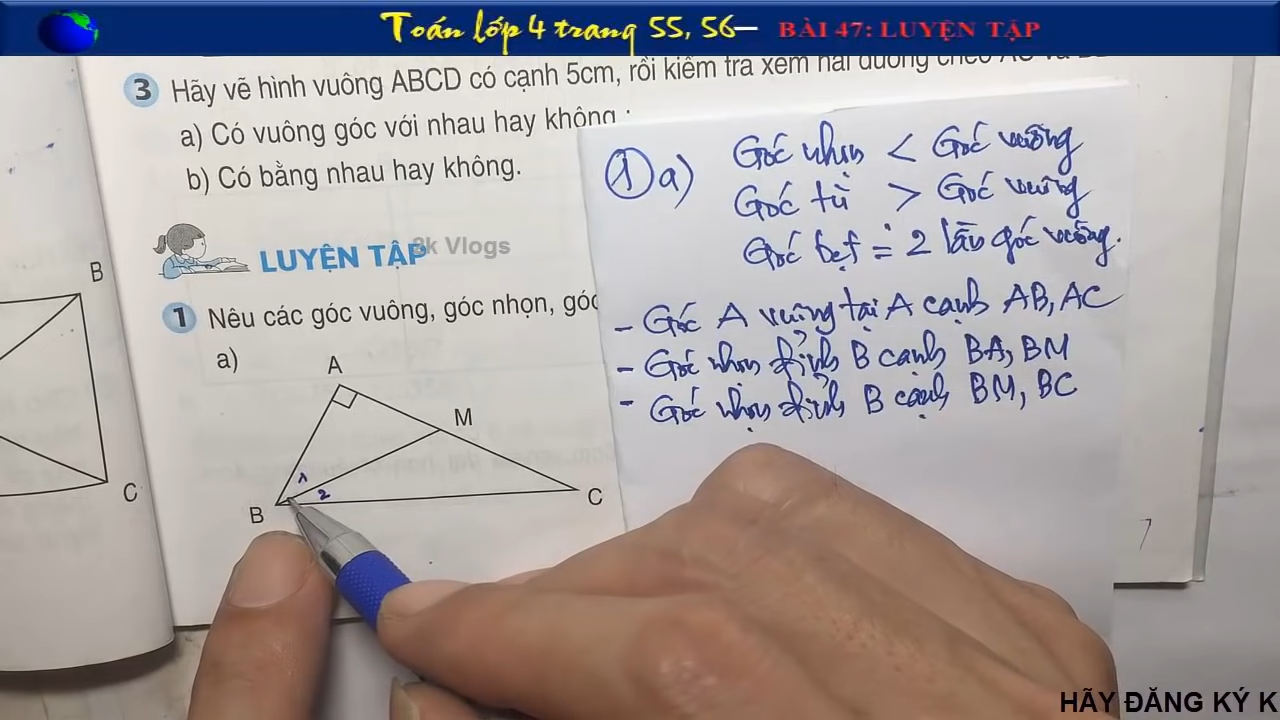 Toán lớp 4 trang 55, 56— BÀI 47: LUYỆN TẬP
3 Hãy vẽ hình vuông ABCD có cạnh 5cm, rồi kiểm tra xem hai đường chéo AC và
a) Có vuông góc với nhau hay không
b) Có bằng nhau hay không.
LUYỆN TẬP
k Vlogs
1 Nêu các góc vuông, góc nhọn, góc
a)
A
M
B
C
1
2
B
C
1 a) Góc nhọn < Góc vuông
Góc tù > Góc vuông
Góc bẹt = 2 lần góc vuông.
- Góc A vuông tại A cạnh AB, AC
- Góc nhọn đỉnh B cạnh BA, BM
- Góc nhọn đỉnh B cạnh BM, BC
HÃY ĐĂNG KÝ K